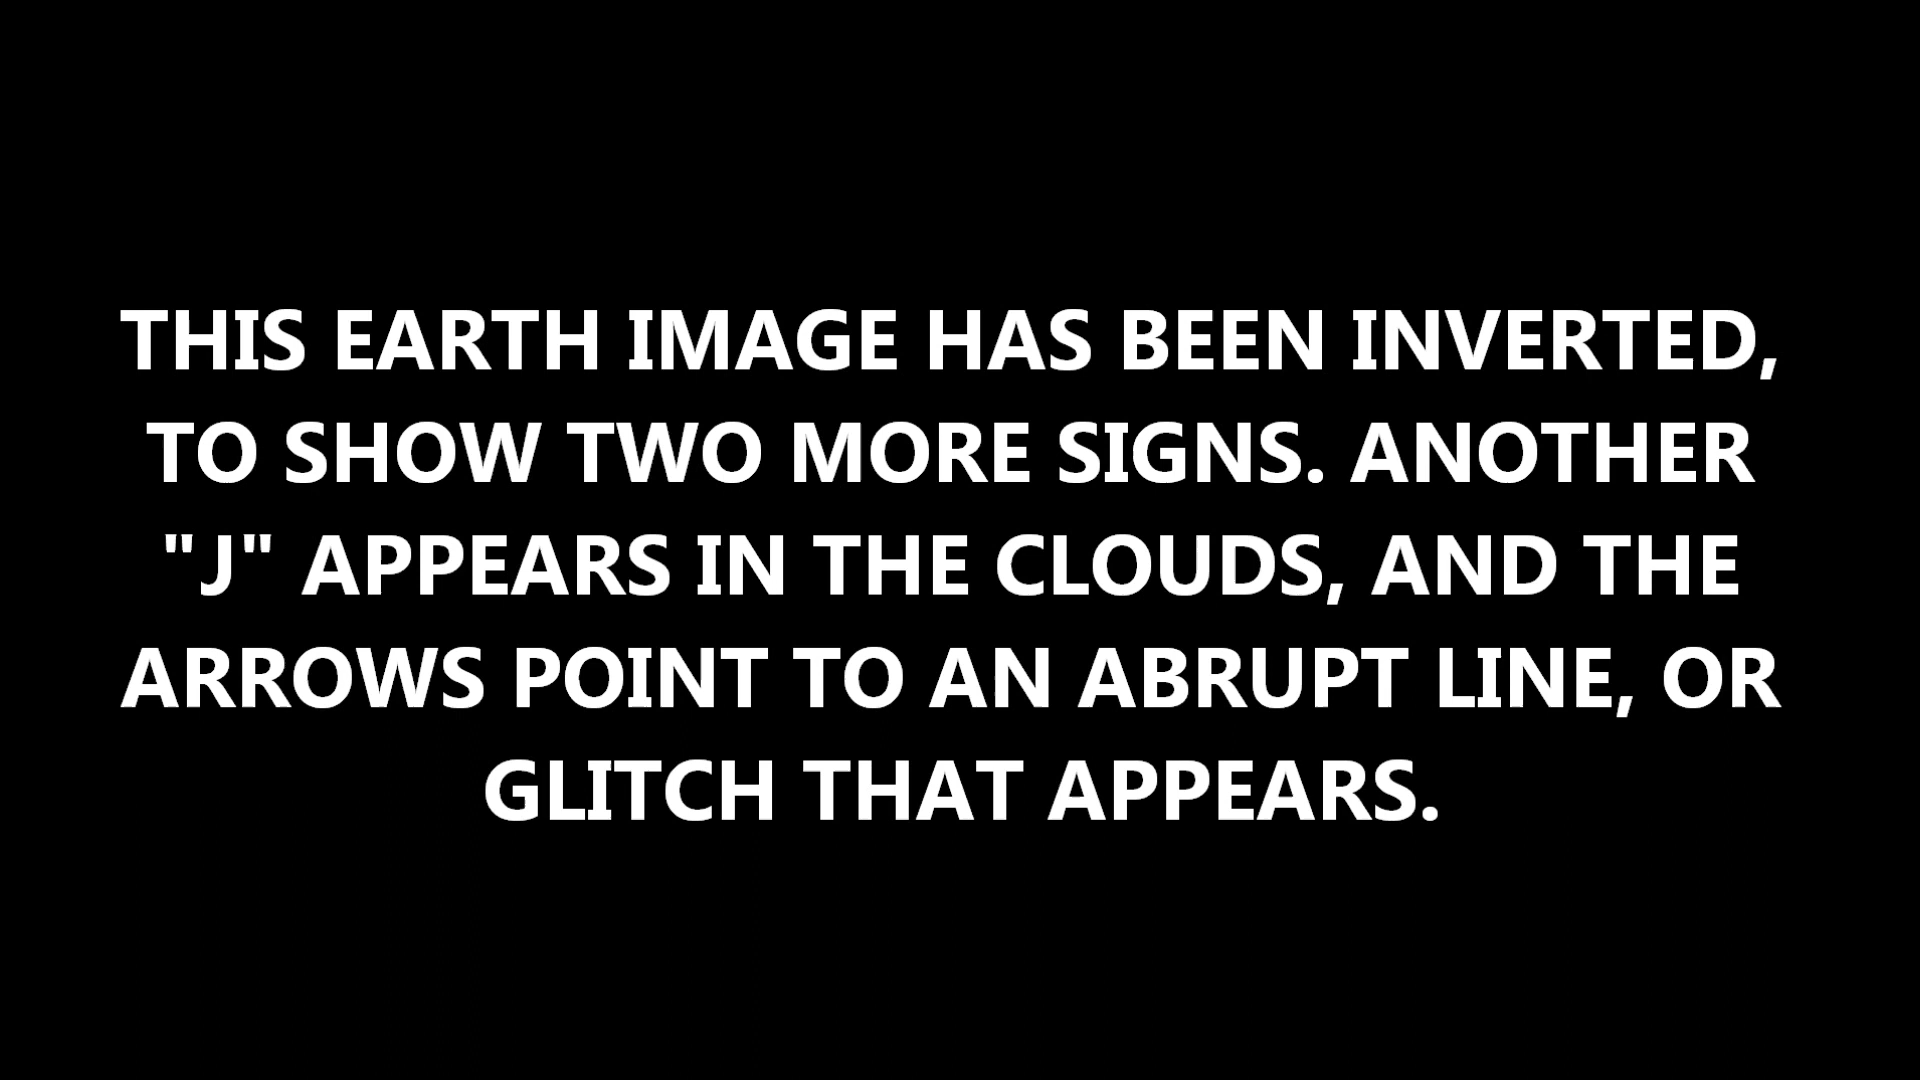 THIS EARTH IMAGE HAS BEEN INVERTED,
TO SHOW TWO MORE SIGNS. ANOTHER
"J" APPEARS IN THE CLOUDS, AND THE
ARROWS POINT TO AN ABRUPT LINE, OR
GLITCH THAT APPEARS.